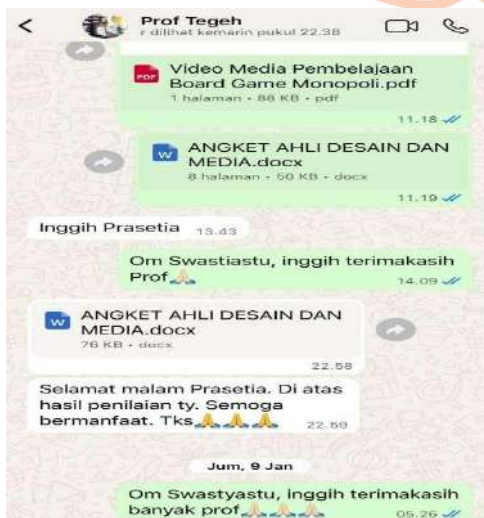 Prof Tegeh
r dilihat kemarin pukul 22.38
PDF
Video Media Pembelajaan
Board Game Monopoli.pdf
1 halaman • 88 KB • pdf
11.18
W
ANGKET AHLI DESAIN DAN
MEDIA.docx
8 halaman • 50 KB • docx
11.19
Inggih Prasetia 13.43
Om Swastiastu, inggih terimakasih
Prof🙏🏻
14.09
W
ANGKET AHLI DESAIN DAN
MEDIA.docx
76 KB • docx
22.58
Selamat malam Prasetia. Di atas
hasil penilaian ty. Semoga
bermanfaat. Tks🙏🙏🙏 22.59
Jum, 9 Jan
Om Swastyastu, inggih terimakasih
banyak prof🙏🏻🙏🏻🙏🏻
05.26